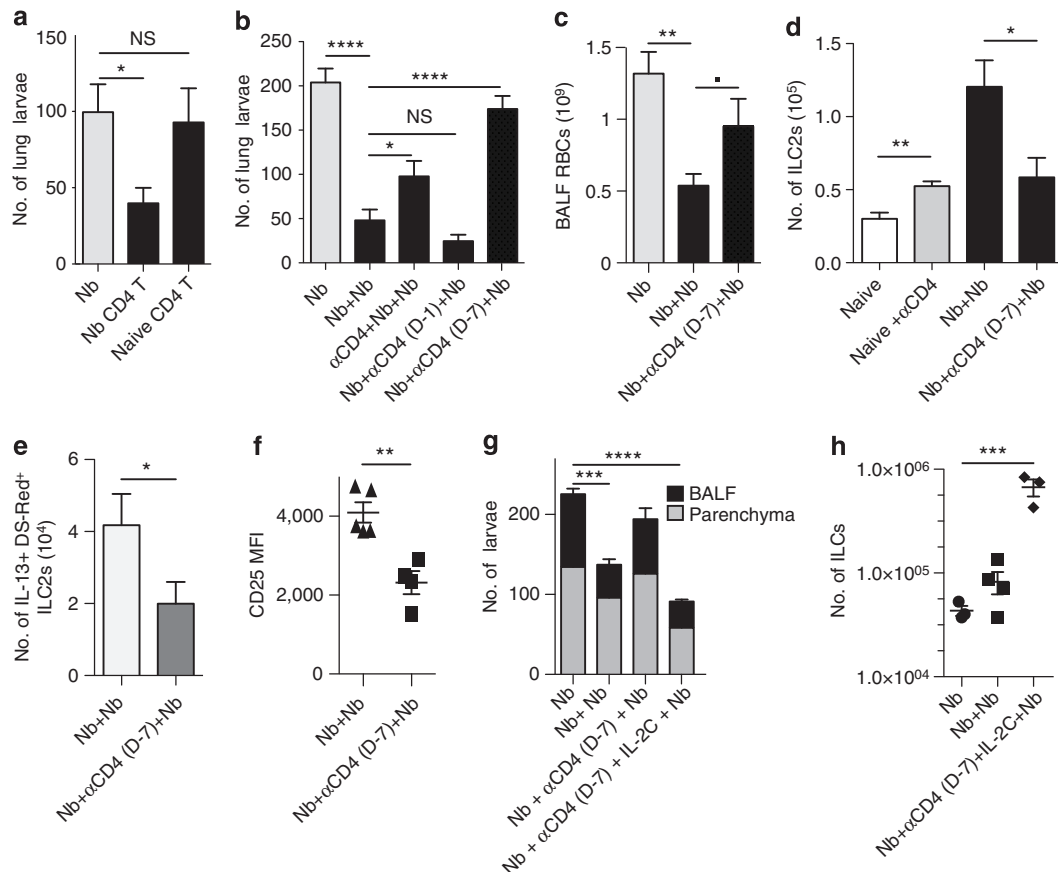 a
No. of lung larvae
150
100
50
0
NS
*
Nb
Nb CD4 T
Naive CD4 T
b
No. of lung larvae
250
200
150
100
50
0
****
****
NS
*
Nb
Nb+Nb
αCD4+Nb+Nb
Nb+αCD4 (D-1)+Nb
Nb+αCD4 (D-7)+Nb
c
BALF RBCs (10⁹)
1.5
1
0.5
0
**
Nb
Nb+Nb
Nb+αCD4 (D-7)+Nb
d
No. of ILC2s (10⁵)
1.5
1.0
0.5
0.0
**
*
Naive
Naive +αCD4
Nb+Nb
Nb+αCD4 (D-7)+Nb
e
No. of IL-13+ DS-Red⁺
ILC2s (10⁴)
6
4
2
0
*
Nb+Nb
Nb+αCD4 (D-7)+Nb
f
CD25 MFI
4,000
2,000
0
**
Nb+Nb
Nb+αCD4 (D-7)+Nb
g
No. of larvae
200
100
0
****
***
BALF
Parenchyma
Nb
Nb+ Nb
Nb + αCD4 (D-7) + Nb
Nb + αCD4 (D-7) + IL-2C + Nb
h
No. of ILCs
1.0×10⁰⁶
1.0×10⁰⁵
1.0×10⁰⁴
***
Nb
Nb+Nb
Nb+αCD4 (D-7)+IL-2C+Nb